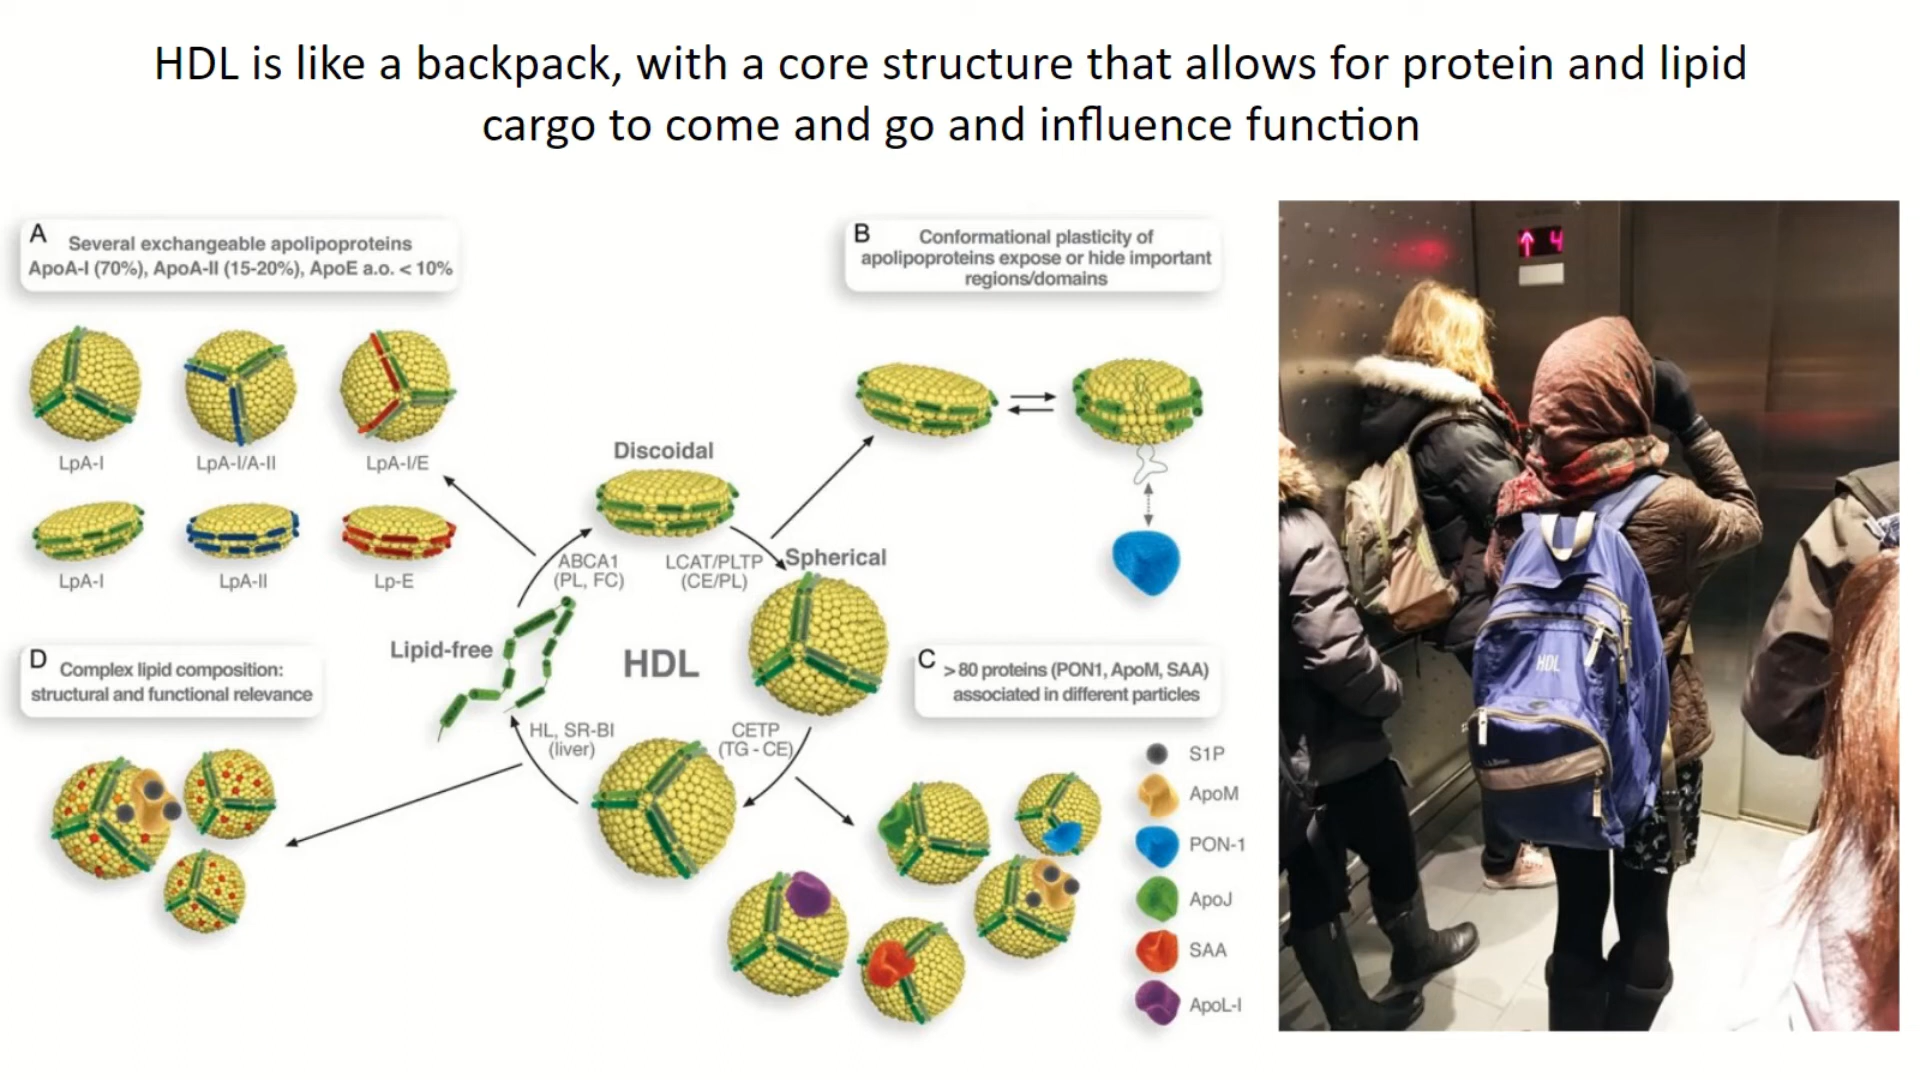 HDL is like a backpack, with a core structure that allows for protein and lipid
cargo to come and go and influence function
A
Several exchangeable apolipoproteins
ApoA-I (70%), ApoA-II (15-20%), ApoE a.o. < 10%
LpA-I
LpA-I/A-II
LpA-I/E
LpA-I
LpA-II
Lp-E
B
Conformational plasticity of
apolipoproteins expose or hide important
regions/domains
Discoidal
ABCA1
(PL, FC)
LCAT/PLTP
(CE/PL)
Spherical
Lipid-free
HDL
HL, SR-BI
(liver)
CETP
(TG - CE)
D
Complex lipid composition:
structural and functional relevance
C
> 80 proteins (PON1, ApoM, SAA)
associated in different particles
S1P
ApoM
PON-1
ApoJ
SAA
ApoL-I
4
HDL